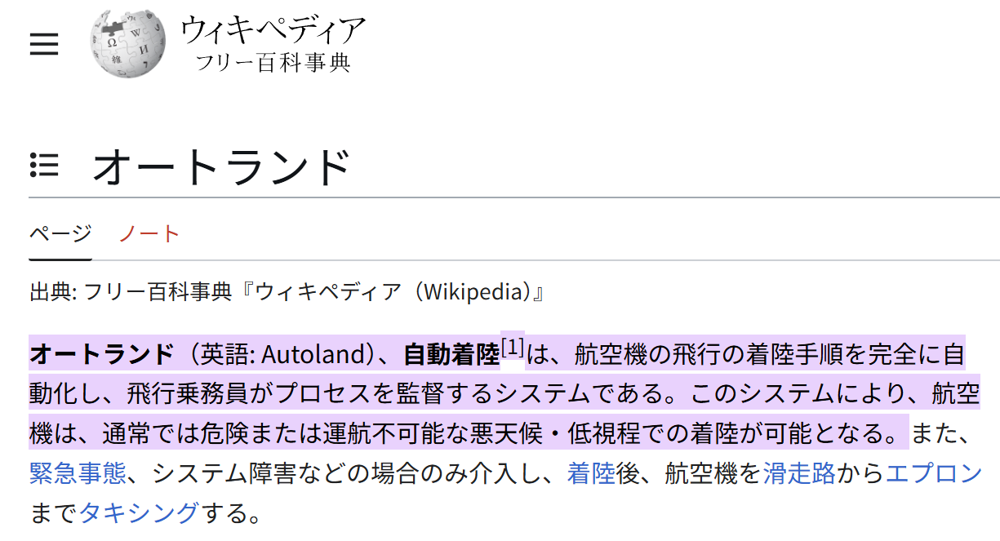 ウィキペディア
フリー百科事典
オートランド
ページ ノート
出典: フリー百科事典『ウィキペディア（Wikipedia）』
オートランド（英語: Autoland）、自動着陸[1]は、航空機の飛行の着陸手順を完全に自
動化し、飛行乗務員がプロセスを監督するシステムである。このシステムにより、航空
機は、通常では危険または運航不可能な悪天候・低視程での着陸が可能となる。また、
緊急事態、システム障害などの場合のみ介入し、着陸後、航空機を滑走路からエプロン
までタキシングする。